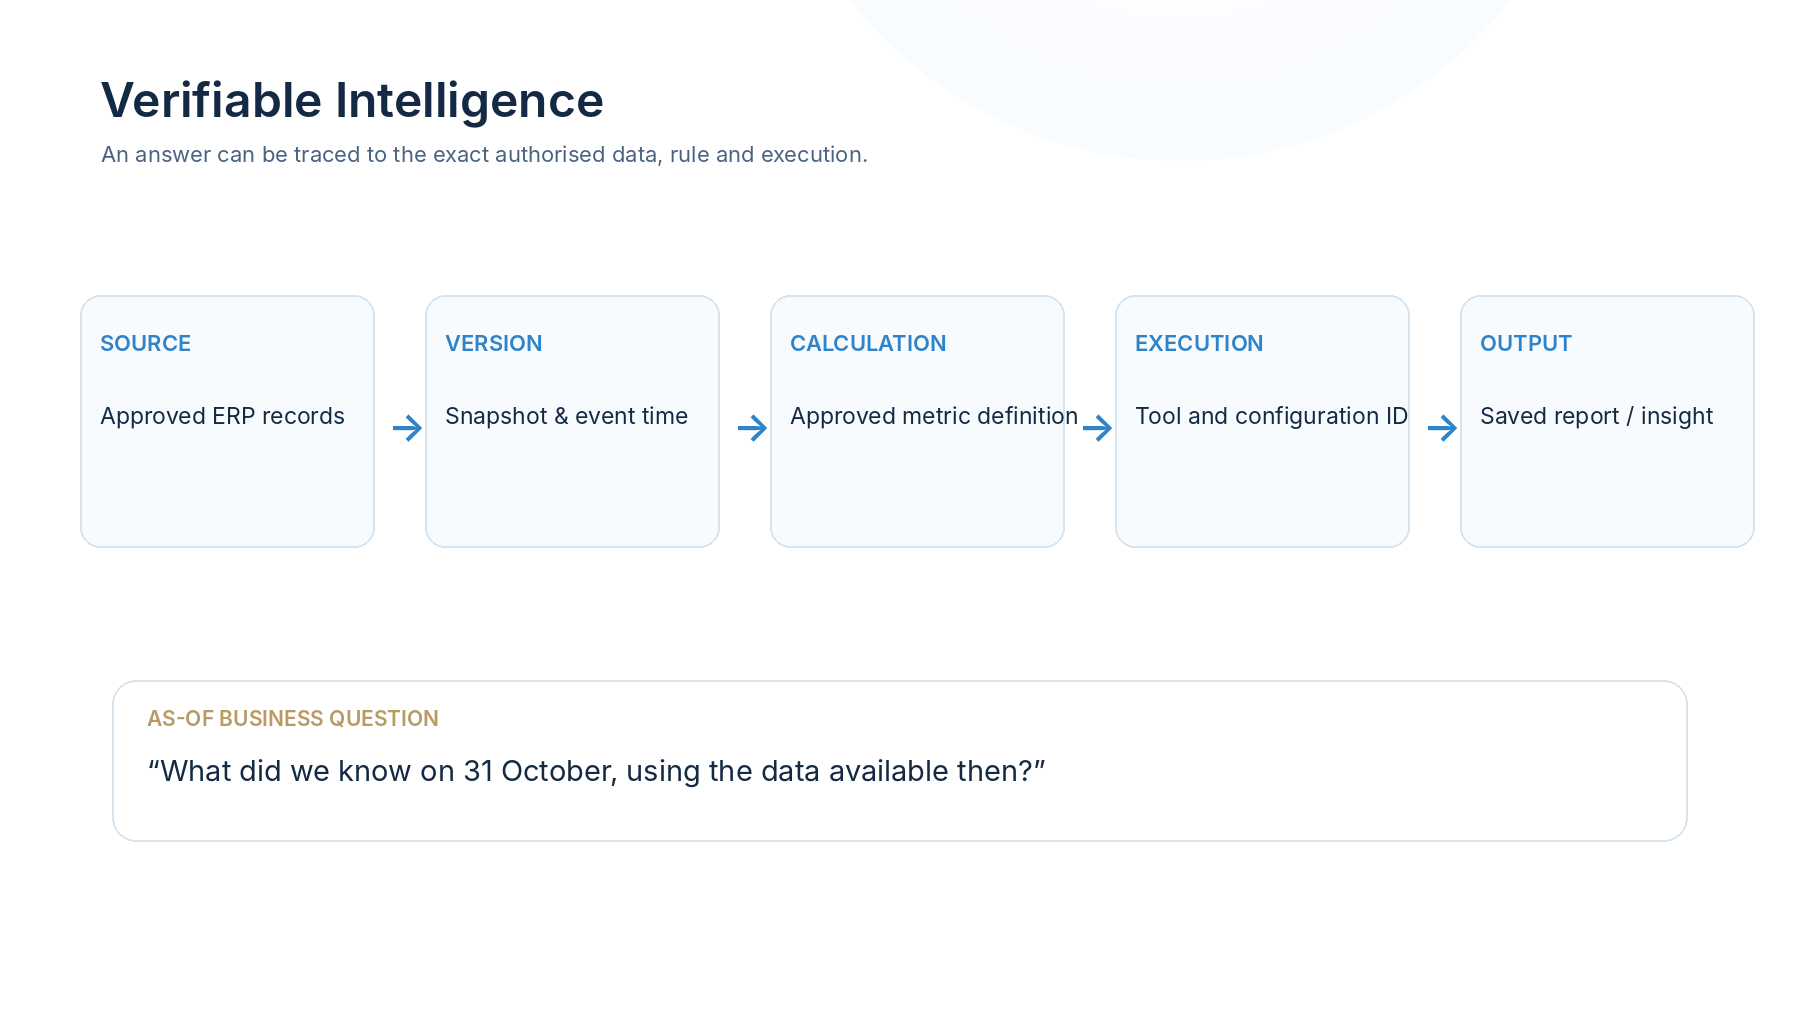 Verifiable Intelligence
An answer can be traced to the exact authorised data, rule and execution.
SOURCE
Approved ERP records
VERSION
Snapshot & event time
CALCULATION
Approved metric definition
EXECUTION
Tool and configuration ID
OUTPUT
Saved report / insight
AS-OF BUSINESS QUESTION
“What did we know on 31 October, using the data available then?”